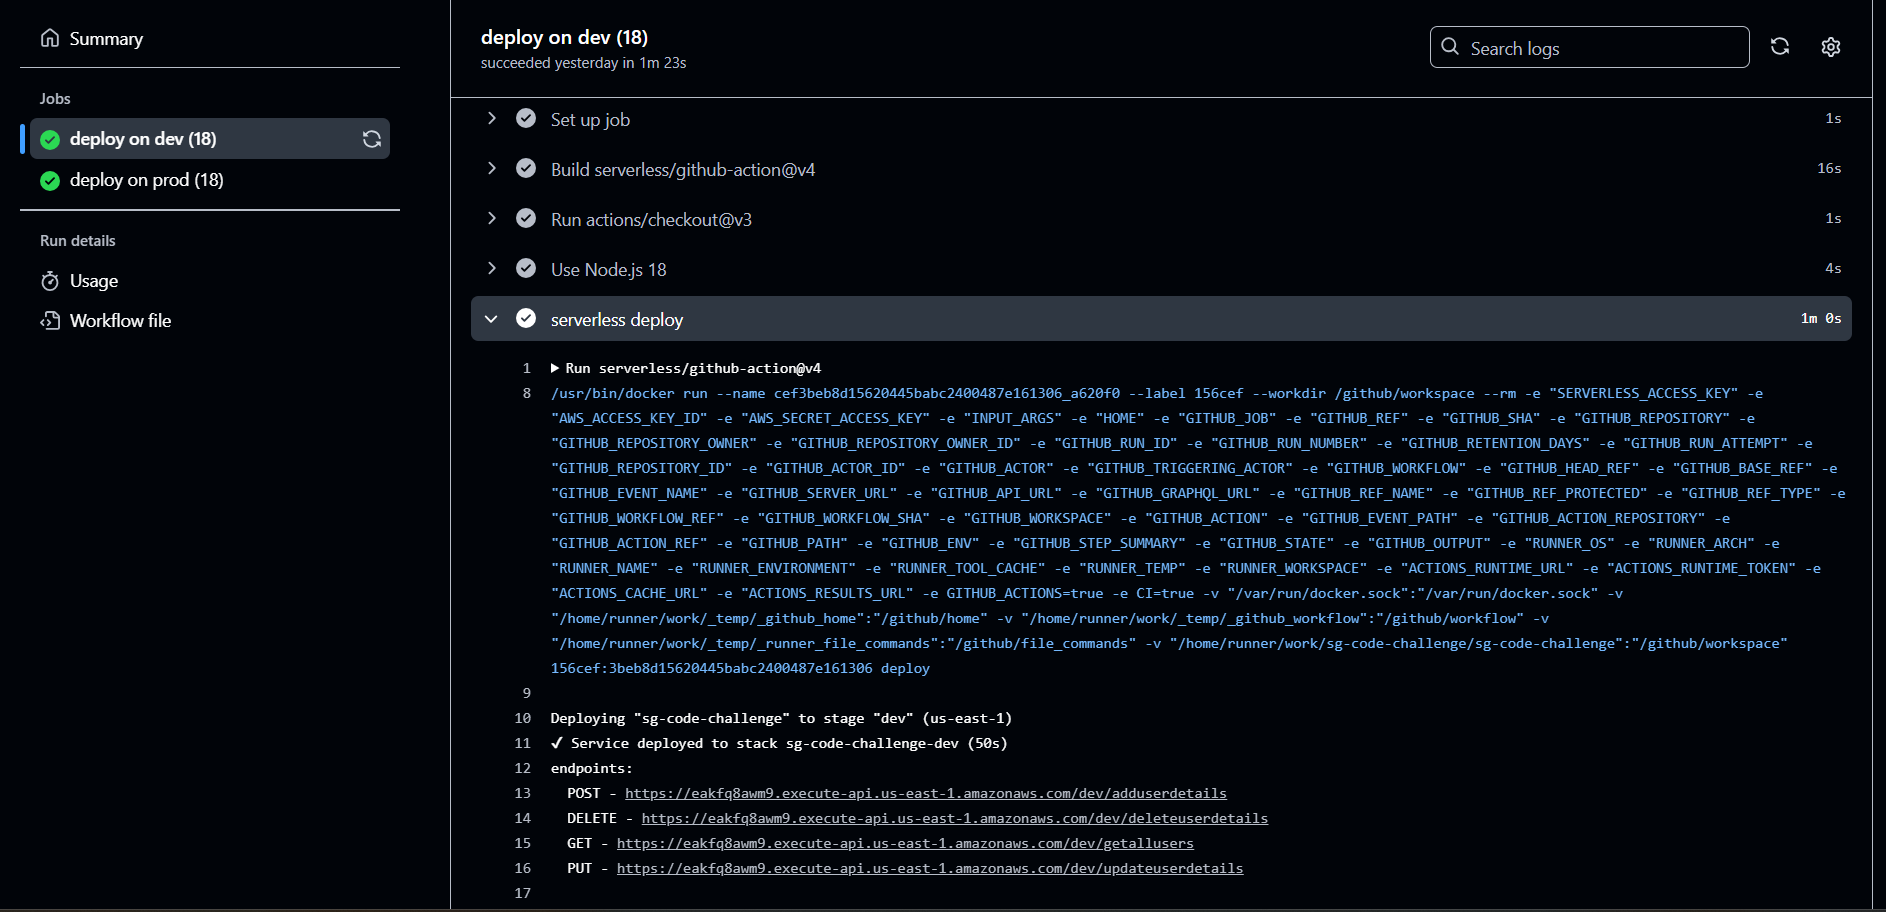 Summary
Jobs
deploy on dev (18)
deploy on prod (18)
Run details
Usage
Workflow file
deploy on dev (18)
succeeded yesterday in 1m 23s
Search logs
Set up job 1s
Build serverless/github-action@v4 16s
Run actions/checkout@v3 1s
Use Node.js 18 4s
serverless deploy 1m 0s
1 ▶ Run serverless/github-action@v4
8 /usr/bin/docker run --name cef3beb8d15620445babc2400487e161306_a620f0 --label 156cef --workdir /github/workspace --rm -e "SERVERLESS_ACCESS_KEY" -e
"AWS_ACCESS_KEY_ID" -e "AWS_SECRET_ACCESS_KEY" -e "INPUT_ARGS" -e "HOME" -e "GITHUB_JOB" -e "GITHUB_REF" -e "GITHUB_SHA" -e "GITHUB_REPOSITORY" -e
"GITHUB_REPOSITORY_OWNER" -e "GITHUB_REPOSITORY_OWNER_ID" -e "GITHUB_RUN_ID" -e "GITHUB_RUN_NUMBER" -e "GITHUB_RETENTION_DAYS" -e "GITHUB_RUN_ATTEMPT" -e
"GITHUB_REPOSITORY_ID" -e "GITHUB_ACTOR_ID" -e "GITHUB_ACTOR" -e "GITHUB_TRIGGERING_ACTOR" -e "GITHUB_WORKFLOW" -e "GITHUB_HEAD_REF" -e "GITHUB_BASE_REF" -e
"GITHUB_EVENT_NAME" -e "GITHUB_SERVER_URL" -e "GITHUB_API_URL" -e "GITHUB_GRAPHQL_URL" -e "GITHUB_REF_NAME" -e "GITHUB_REF_PROTECTED" -e "GITHUB_REF_TYPE" -e
"GITHUB_WORKFLOW_REF" -e "GITHUB_WORKFLOW_SHA" -e "GITHUB_WORKSPACE" -e "GITHUB_ACTION" -e "GITHUB_EVENT_PATH" -e "GITHUB_ACTION_REPOSITORY" -e
"GITHUB_ACTION_REF" -e "GITHUB_PATH" -e "GITHUB_ENV" -e "GITHUB_STEP_SUMMARY" -e "GITHUB_STATE" -e "GITHUB_OUTPUT" -e "RUNNER_OS" -e "RUNNER_ARCH" -e
"RUNNER_NAME" -e "RUNNER_ENVIRONMENT" -e "RUNNER_TOOL_CACHE" -e "RUNNER_TEMP" -e "RUNNER_WORKSPACE" -e "ACTIONS_RUNTIME_URL" -e "ACTIONS_RUNTIME_TOKEN" -e
"ACTIONS_CACHE_URL" -e "ACTIONS_RESULTS_URL" -e GITHUB_ACTIONS=true -e CI=true -v "/var/run/docker.sock":"/var/run/docker.sock" -v
"/home/runner/work/_temp/_github_home":"/github/home" -v "/home/runner/work/_temp/_github_workflow":"/github/workflow" -v
"/home/runner/work/_temp/_runner_file_commands":"/github/file_commands" -v "/home/runner/work/sg-code-challenge/sg-code-challenge":"/github/workspace"
156cef:3beb8d15620445babc2400487e161306 deploy
9
10 Deploying "sg-code-challenge" to stage "dev" (us-east-1)
11 ✔ Service deployed to stack sg-code-challenge-dev (50s)
12 endpoints:
13 POST - https://eakfq8awm9.execute-api.us-east-1.amazonaws.com/dev/adduserdetails
14 DELETE - https://eakfq8awm9.execute-api.us-east-1.amazonaws.com/dev/deleteuserdetails
15 GET - https://eakfq8awm9.execute-api.us-east-1.amazonaws.com/dev/getallusers
16 PUT - https://eakfq8awm9.execute-api.us-east-1.amazonaws.com/dev/updateuserdetails
17